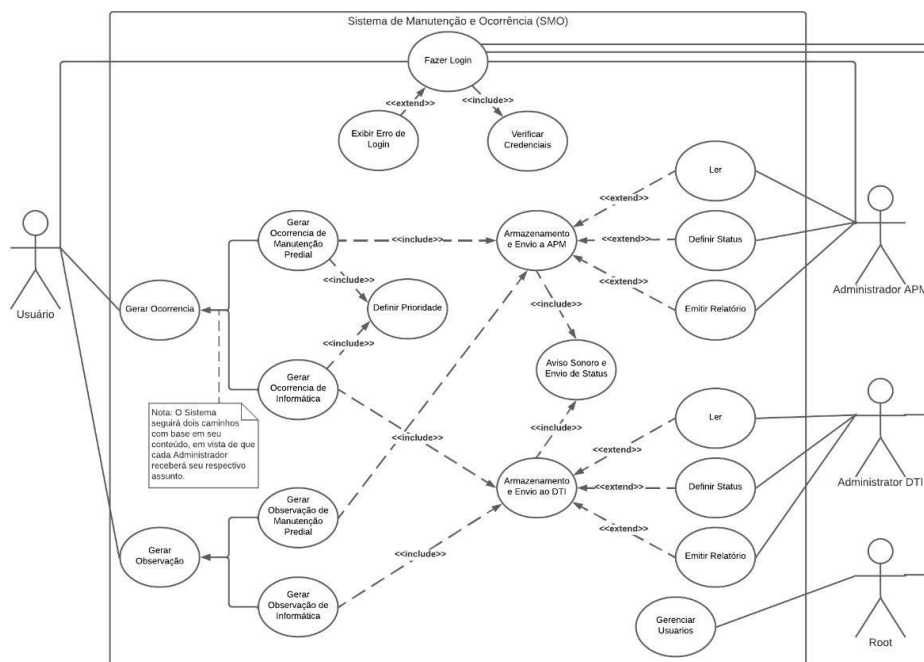 Sistema de Manutenção e Ocorrência (SMO)
Fazer Login
<<extend>>
<<include>>
Exibir Erro de
Login
Verificar
Credenciais
Ler
<<extend>>
Gerar
Ocorrencia de
Manutenção
Predial
<<include>>
Armazenamento
e Envio a APM
<<extend>>
Definir Status
<<include>>
<<extend>>
Usuário
Administrador APM
Gerar Ocorrencia
Definir Prioridade
<<include>>
Emitir Relatório
<<include>>
Aviso Sonoro e
Envio de Status
Gerar
Ocorrencia de
Informática
Nota: O Sistema
seguirá dois caminhos
com base em seu
conteúdo, em vista de que
cada Administrador
receberá seu respectivo
assunto.
<<include>>
<<include>>
Ler
<<extend>>
Armazenamento
e Envio ao DTI
<<extend>>
Definir Status
Administrator DTI
Gerar
Observação de
Manutenção
Predial
<<extend>>
Gerar
Observação
<<include>>
Emitir Relatório
Gerar
Observação de
Informática
Gerenciar
Usuarios
Root